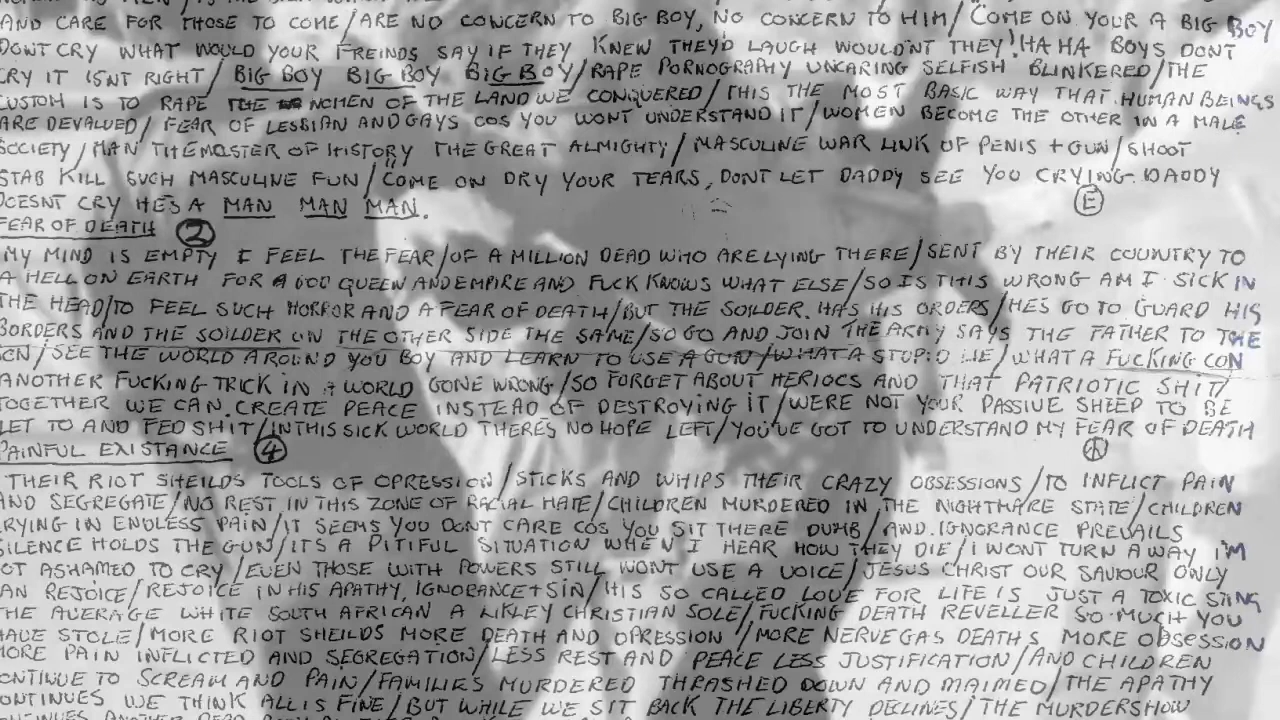 AND CARE FOR THOSE TO COME/ARE NO CONCERN TO BIG BOY, NO CONCERN TO HIM/"COME ON YOUR A BIG BOY
DONT CRY WHAT WOULD YOUR FREINDS SAY IF THEY KNEW THEY'D LAUGH WOULDN'T THEY! HA HA BOYS DONT
CRY IT ISNT RIGHT/BIG BOY BIG BOY BIG BOY/RAPE PORNOGRAPHY UNCARING SELFISH BLINKERED/THE
CUSTOM IS TO RAPE THE WOMEN OF THE LAND WE CONQUERED/THIS THE MOST BASIC WAY THAT HUMAN BEINGS
ARE DEVALUED/FEAR OF LESBIAN AND GAYS COS YOU WONT UNDERSTAND IT/WOMEN BECOME THE OTHER IN A MALE
SOCIETY/MAN THE MASTER OF HISTORY THE GREAT ALMIGHTY/MASCULINE WAR LINK OF PENIS + GUN/SHOOT
STAB KILL SUCH MASCULINE FUN/"COME ON DRY YOUR TEARS, DONT LET DADDY SEE YOU CRYING. DADDY
DOESNT CRY HE'S A MAN MAN MAN. E
FEAR OF DEATH 2
MY MIND IS EMPTY I FEEL THE FEAR/OF A MILLION DEAD WHO ARE LYING THERE/SENT BY THEIR COUNTRY TO
A HELL ON EARTH FOR A GOD QUEEN AND EMPIRE AND FUCK KNOWS WHAT ELSE/SO IS THIS WRONG AM I SICK IN
THE HEAD/TO FEEL SUCH HORROR AND A FEAR OF DEATH/BUT THE SOILDER HAS HIS ORDERS/HE'S GO TO GUARD HIS
BORDERS AND THE SOILDER ON THE OTHER SIDE THE SAME/SO GO AND JOIN THE ARMY SAYS THE FATHER TO THE
SON/SEE THE WORLD AROUND YOU BOY AND LEARN TO USE A GUN/WHAT A STUPID LIE/WHAT A FUCKING CON
ANOTHER FUCKING TRICK IN A WORLD GONE WRONG/SO FORGET ABOUT HERIOCS AND THAT PATRIOTIC SHIT/
TOGETHER WE CAN CREATE PEACE INSTEAD OF DESTROYING IT/WERE NOT YOUR PASSIVE SHEEP TO BE
LET TO AND FED SHIT/IN THIS SICK WORLD THERES NO HOPE LEFT/YOU'VE GOT TO UNDERSTAND MY FEAR OF DEATH
PAINFUL EXISTANCE 4 A
THEIR RIOT SHEILDS TOOLS OF OPRESSION/STICKS AND WHIPS THEIR CRAZY OBSESSIONS/TO INFLICT PAIN
AND SEGREGATE/NO REST IN THIS ZONE OF RACIAL HATE/CHILDREN MURDERED IN THE NIGHTMARE STATE/CHILDREN
CRYING IN ENDLESS PAIN/IT SEEMS YOU DONT CARE COS YOU SIT THERE DUMB/AND IGNORANCE PREVAILS
SILENCE HOLDS THE GUN/ITS A PITIFUL SITUATION WHEN I HEAR HOW THEY DIE/I WONT TURN AWAY I'M
OT ASHAMED TO CRY/EVEN THOSE WITH POWERS STILL WONT USE A VOICE/JESUS CHRIST OUR SAVIOUR ONLY
AN REJOICE/REJOICE IN HIS APATHY, IGNORANCE + SIN/HIS SO CALLED LOVE FOR LIFE IS JUST A TOXIC STING
THE AVERAGE WHITE SOUTH AFRICAN A LIKLEY CHRISTIAN SOLE/FUCKING DEATH REVELLER SO MUCH YOU
HAVE STOLE/MORE RIOT SHEILDS MORE DEATH AND OPRESSION/MORE NERVE GAS DEATHS MORE OBSESSION
MORE PAIN INFLICTED AND SEGREGATION/LESS REST AND PEACE LESS JUSTIFICATION/AND CHILDREN
CONTINUE TO SCREAM AND PAIN/FAMILIES MURDERED THRASHED DOWN AND MAIMED/THE APATHY
CONTINUES WE THINK ALL IS FINE/BUT WHILE WE SIT BACK THE LIBERTY DECLINES/THE MURDERSHOW